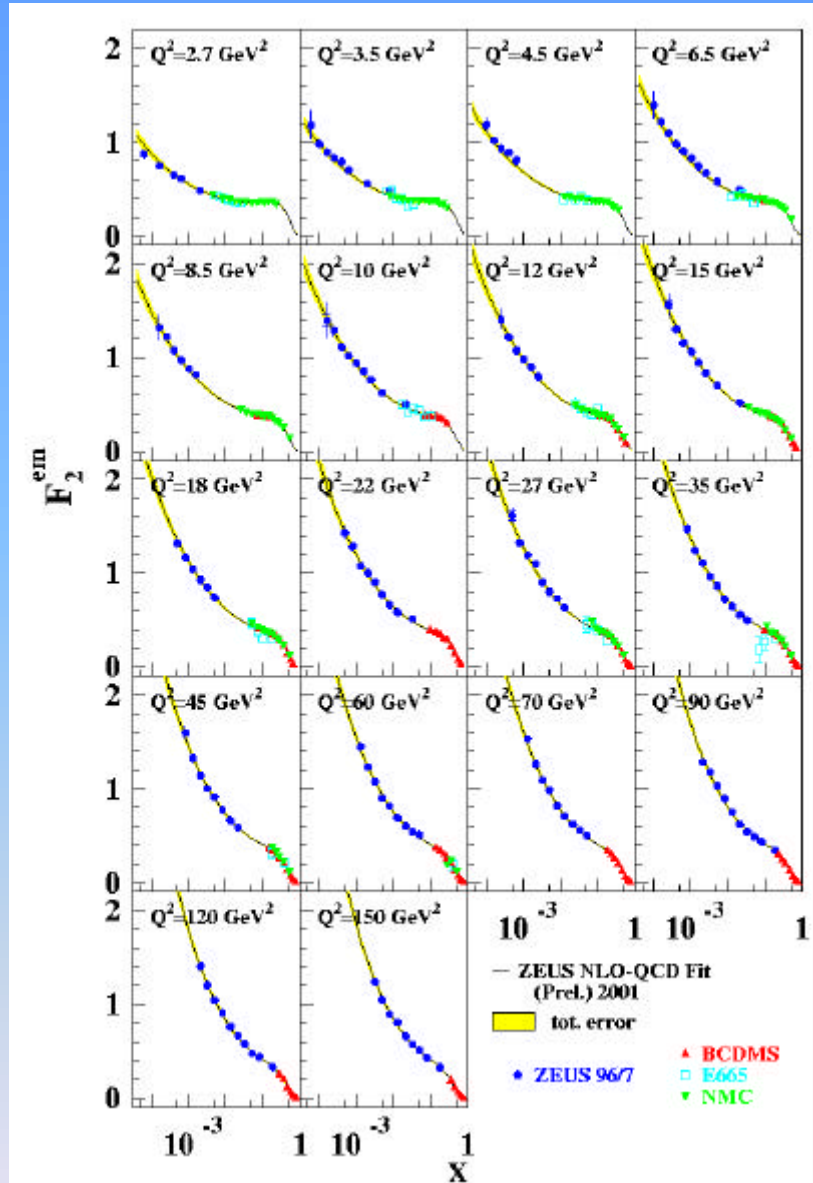 2
Q²=2.7 GeV²
Q²=3.5 GeV²
Q²=4.5 GeV²
Q²=6.5 GeV²
1
0
2
Q²=8.5 GeV²
Q²=10 GeV²
Q²=12 GeV²
Q²=15 GeV²
1
0
F₂ᵉᵐ
2
Q²=18 GeV²
Q²=22 GeV²
Q²=27 GeV²
Q²=35 GeV²
1
0
2
Q²=45 GeV²
Q²=60 GeV²
Q²=70 GeV²
Q²=90 GeV²
1
0
2
Q²=120 GeV²
Q²=150 GeV²
10⁻³ 1
10⁻³ 1
1
0
ZEUS NLO-QCD Fit
(Prel.) 2001
tot. error
ZEUS 96/7
BCDMS
E665
NMC
10⁻³ 1
10⁻³ 1
X